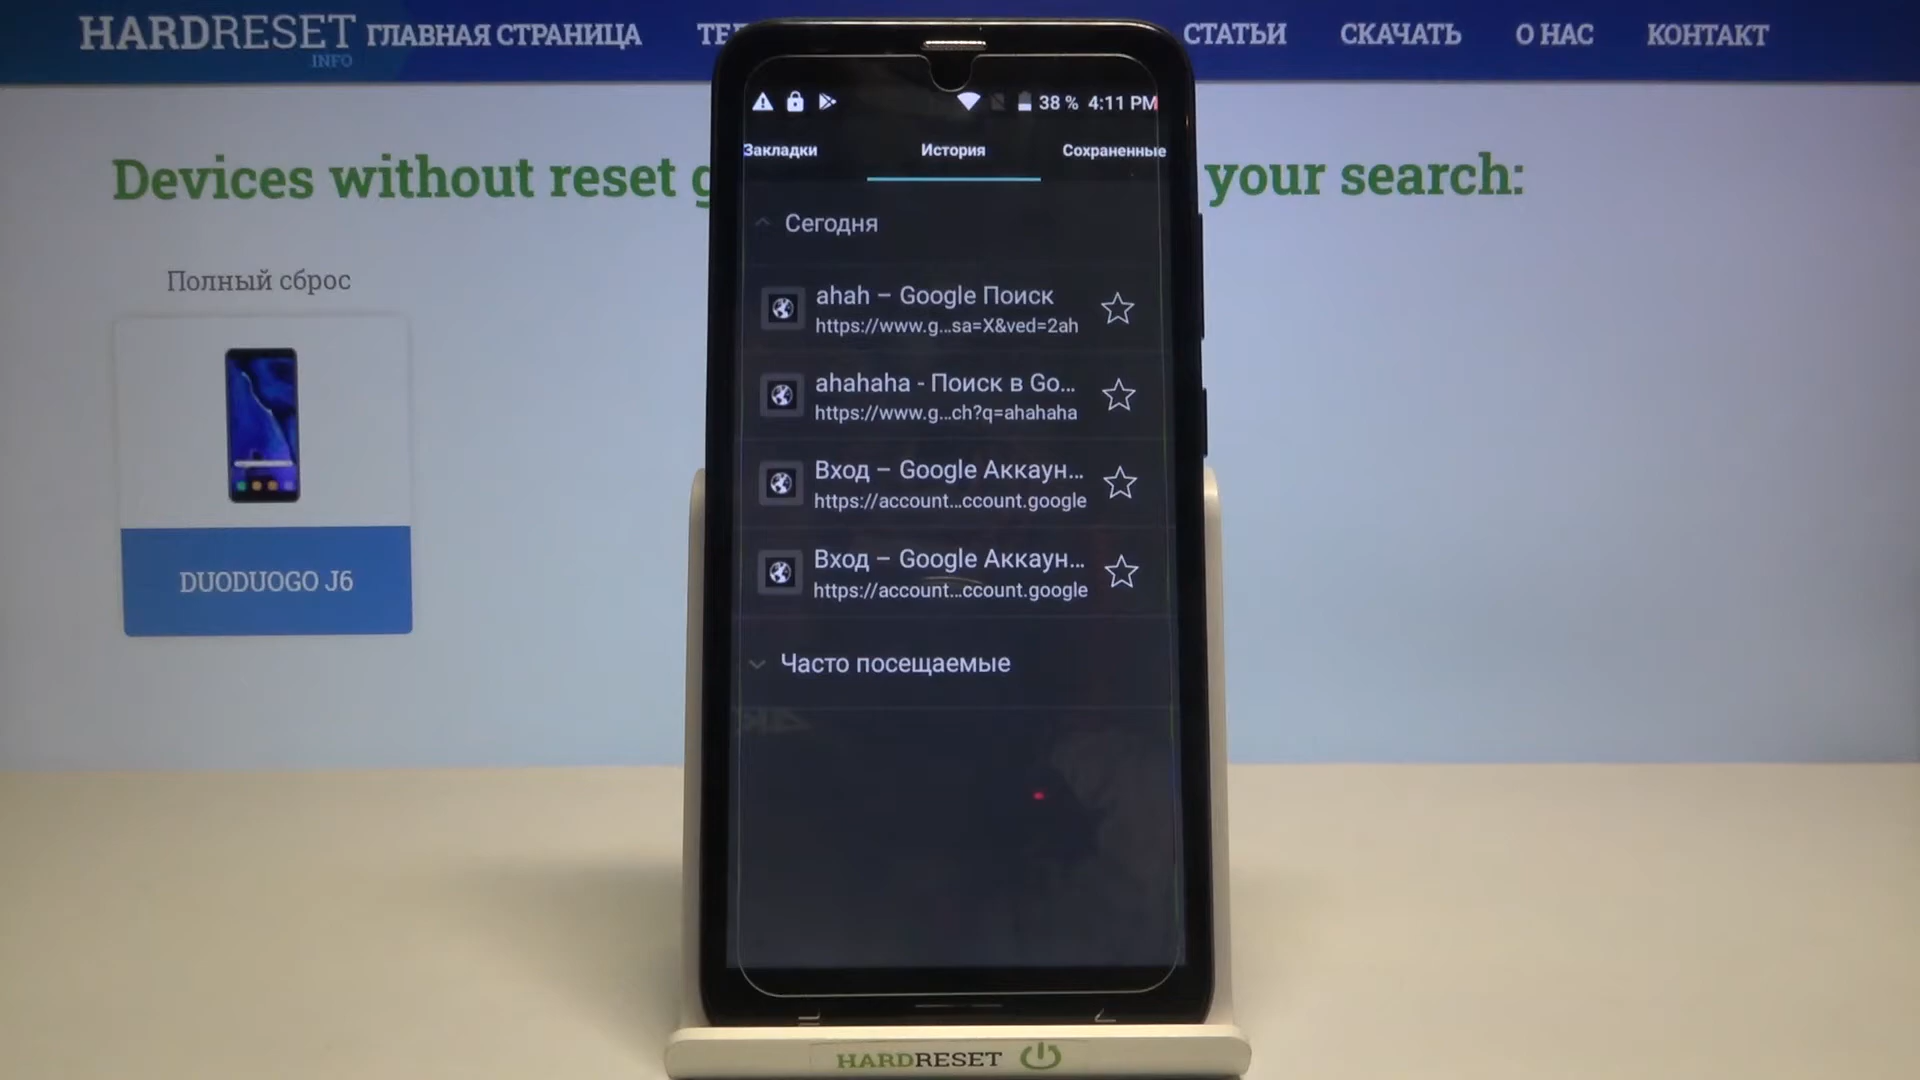 HARDRESET
.INFO
ГЛАВНАЯ СТРАНИЦА
СТАТЬИ
СКАЧАТЬ
О НАС
КОНТАКТ
Devices without reset
your search:
Полный сброс
DUODUOGO J6
38 % 4:11 PM
Закладки
История
Сохраненные
Сегодня
ahah – Google Поиск
https://www.g...sa=X&ved=2ah
ahahaha - Поиск в Go...
https://www.g...ch?q=ahahaha
Вход – Google Аккаун...
https://account...ccount.google
Вход – Google Аккаун...
https://account...ccount.google
Часто посещаемые
HARDRESET